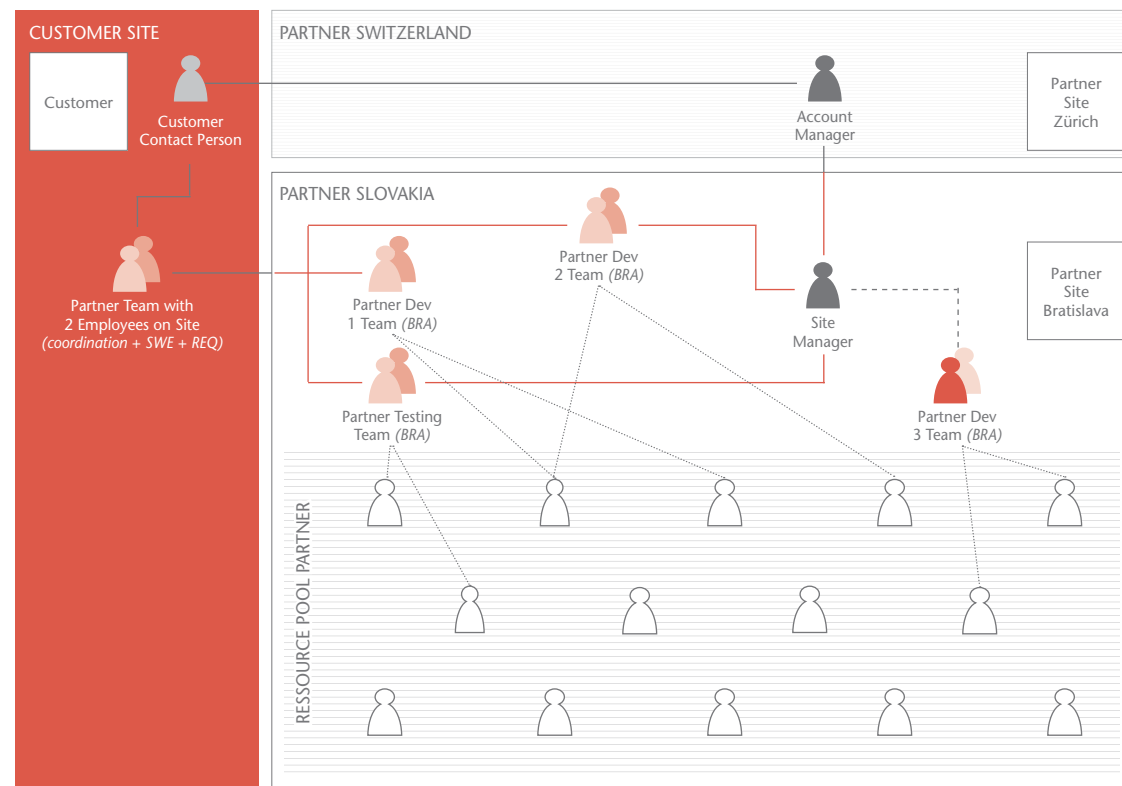 CUSTOMER SITE
Customer
Customer
Contact Person
Partner Team with
2 Employees on Site
(coordination + SWE + REQ)
PARTNER SWITZERLAND
Account
Manager
Partner
Site
Zürich
PARTNER SLOVAKIA
Partner Dev
2 Team (BRA)
Partner Dev
1 Team (BRA)
Site
Manager
Partner
Site
Bratislava
Partner Testing
Team (BRA)
Partner Dev
3 Team (BRA)
RESSOURCE POOL PARTNER